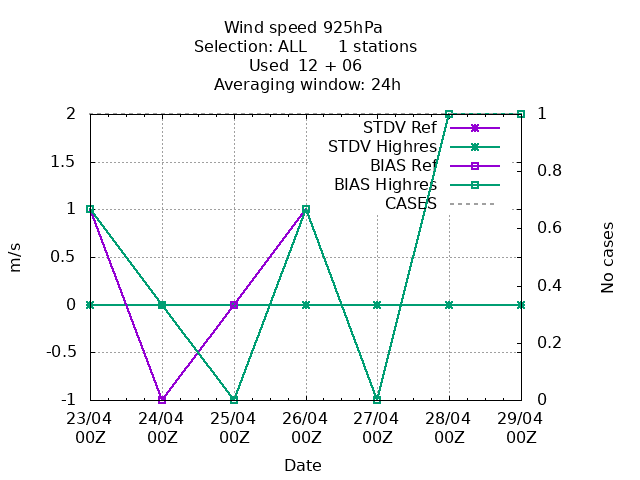 Wind speed 925hPa
Selection: ALL 1 stations
Used 12 + 06
Averaging window: 24h
2
1.5
1
0.5
0
-0.5
-1
m/s
1
0.8
0.6
0.4
0.2
0
No cases
STDV Ref
STDV Highres
BIAS Ref
BIAS Highres
CASES
23/04 24/04 25/04 26/04 27/04 28/04 29/04
00Z 00Z 00Z 00Z 00Z 00Z 00Z
Date